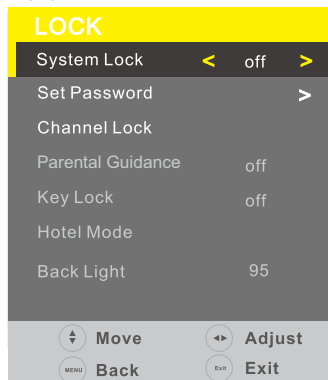 LOCK
System Lock < off >
Set Password >
Channel Lock
Parental Guidance off
Key Lock off
Hotel Mode
Back Light 95
Move Adjust
MENU Back Exit Exit